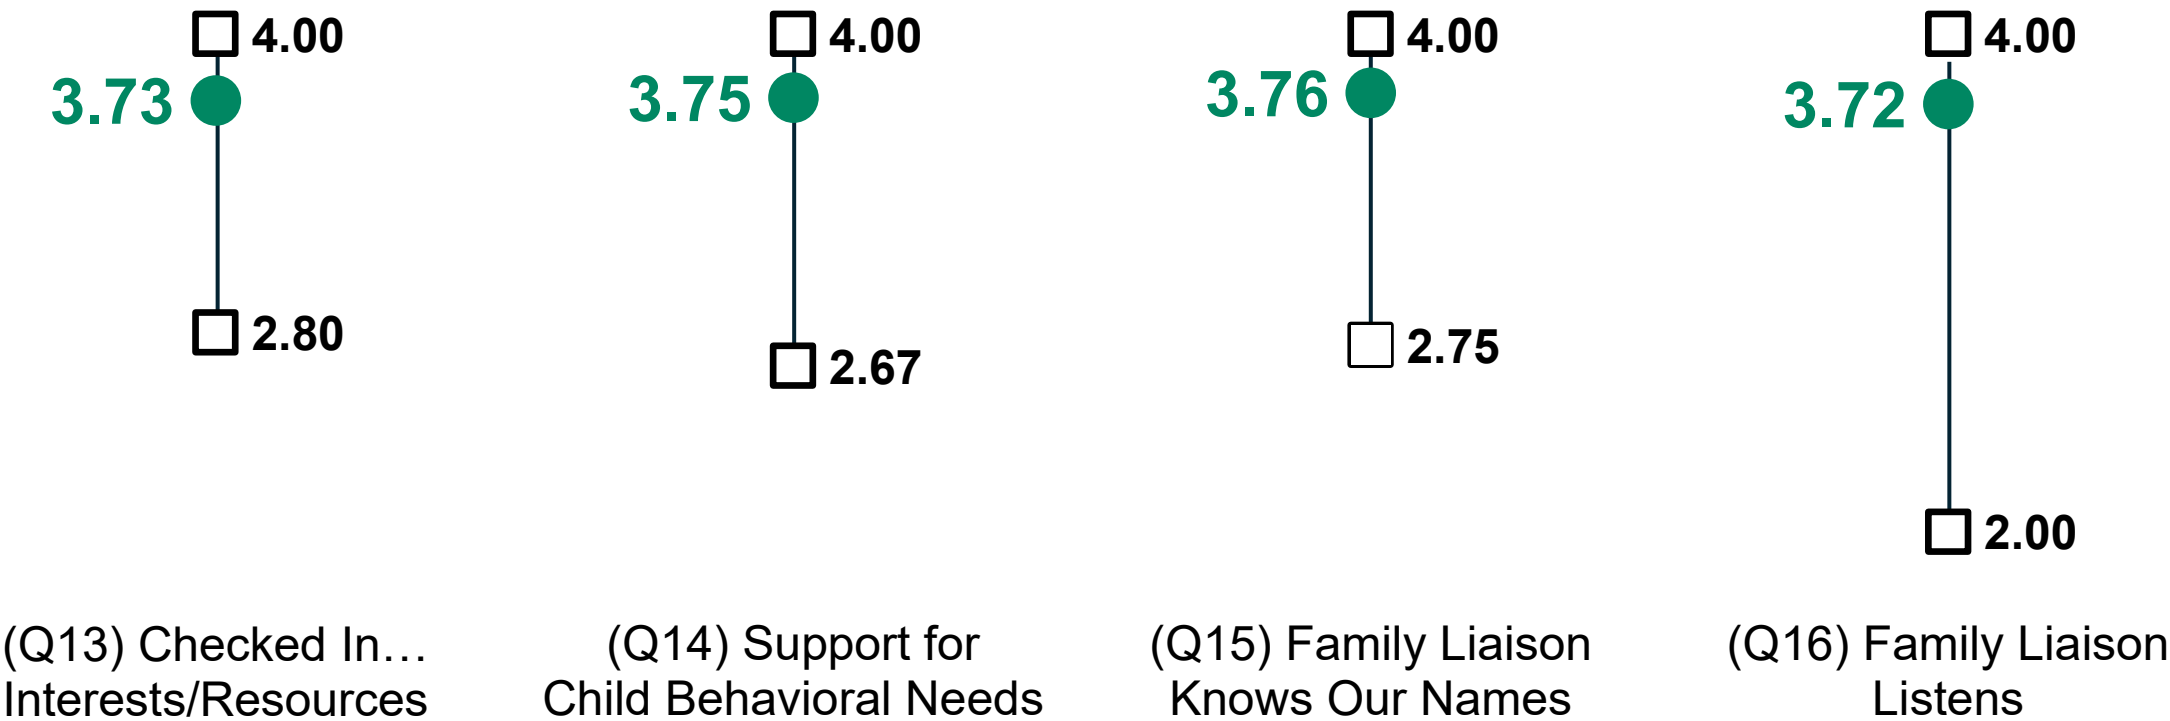 4.00
3.73
2.80
(Q13) Checked In…
Interests/Resources
4.00
3.75
2.67
(Q14) Support for
Child Behavioral Needs
4.00
3.76
2.75
(Q15) Family Liaison
Knows Our Names
4.00
3.72
2.00
(Q16) Family Liaison
Listens